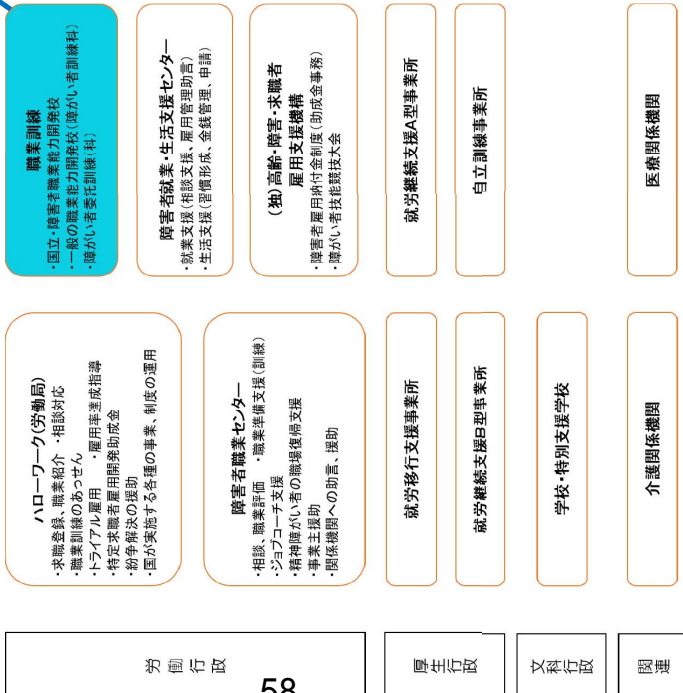 労働行政
ハローワーク(労働局)
・求職登録、職業紹介 ・相談対応
・職業訓練のあっせん
・トライアル雇用 ・雇用率達成指導
・特定求職者雇用開発助成金
・紛争解決の援助
・国が実施する各種の事業、制度の運用
職業訓練
・国立・障害者職業能力開発校
・一般の職業能力開発校(障がい者訓練科)
・障がい者委託訓練(科)
障害者就業・生活支援センター
・就業支援(相談支援、雇用管理助言)
・生活支援(習慣形成、金銭管理、申請)
障害者職業センター
・相談、職業評価 ・職業準備支援(訓練)
・ジョブコーチ支援
・精神障がい者の職場復帰支援
・事業主援助
・関係機関への助言、援助
(独)高齢・障害・求職者
雇用支援機構
・障害者雇用納付金制度(助成金事務)
・障がい者技能競技大会
厚生行政
就労移行支援事業所
就労継続支援A型事業所
就労継続支援B型事業所
自立訓練事業所
文科行政
学校・特別支援学校
関連
介護関係機関
医療関係機関
58